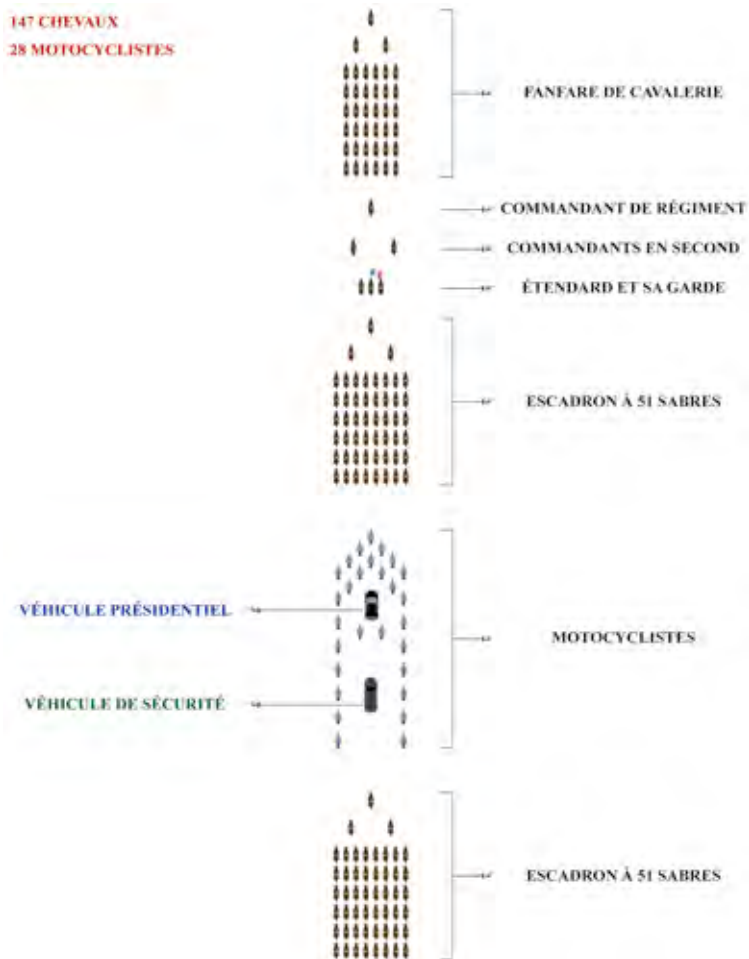 147 CHEVAUX
28 MOTOCYCLISTES
FANFARE DE CAVALERIE
COMMANDANT DE RÉGIMENT
COMMANDANTS EN SECOND
ÉTENDARD ET SA GARDE
ESCADRON À 51 SABRES
VÉHICULE PRÉSIDENTIEL
MOTOCYCLISTES
VÉHICULE DE SÉCURITÉ
ESCADRON À 51 SABRES